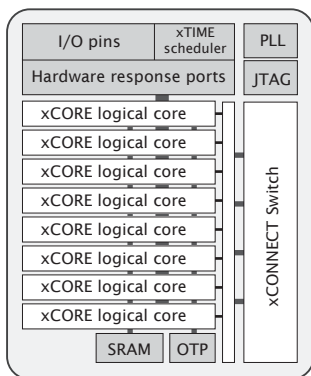 I/O pins
xTIME
scheduler
PLL
Hardware response ports
JTAG
xCORE logical core
xCORE logical core
xCORE logical core
xCORE logical core
xCORE logical core
xCORE logical core
xCORE logical core
xCORE logical core
xCONNECT Switch
SRAM
OTP